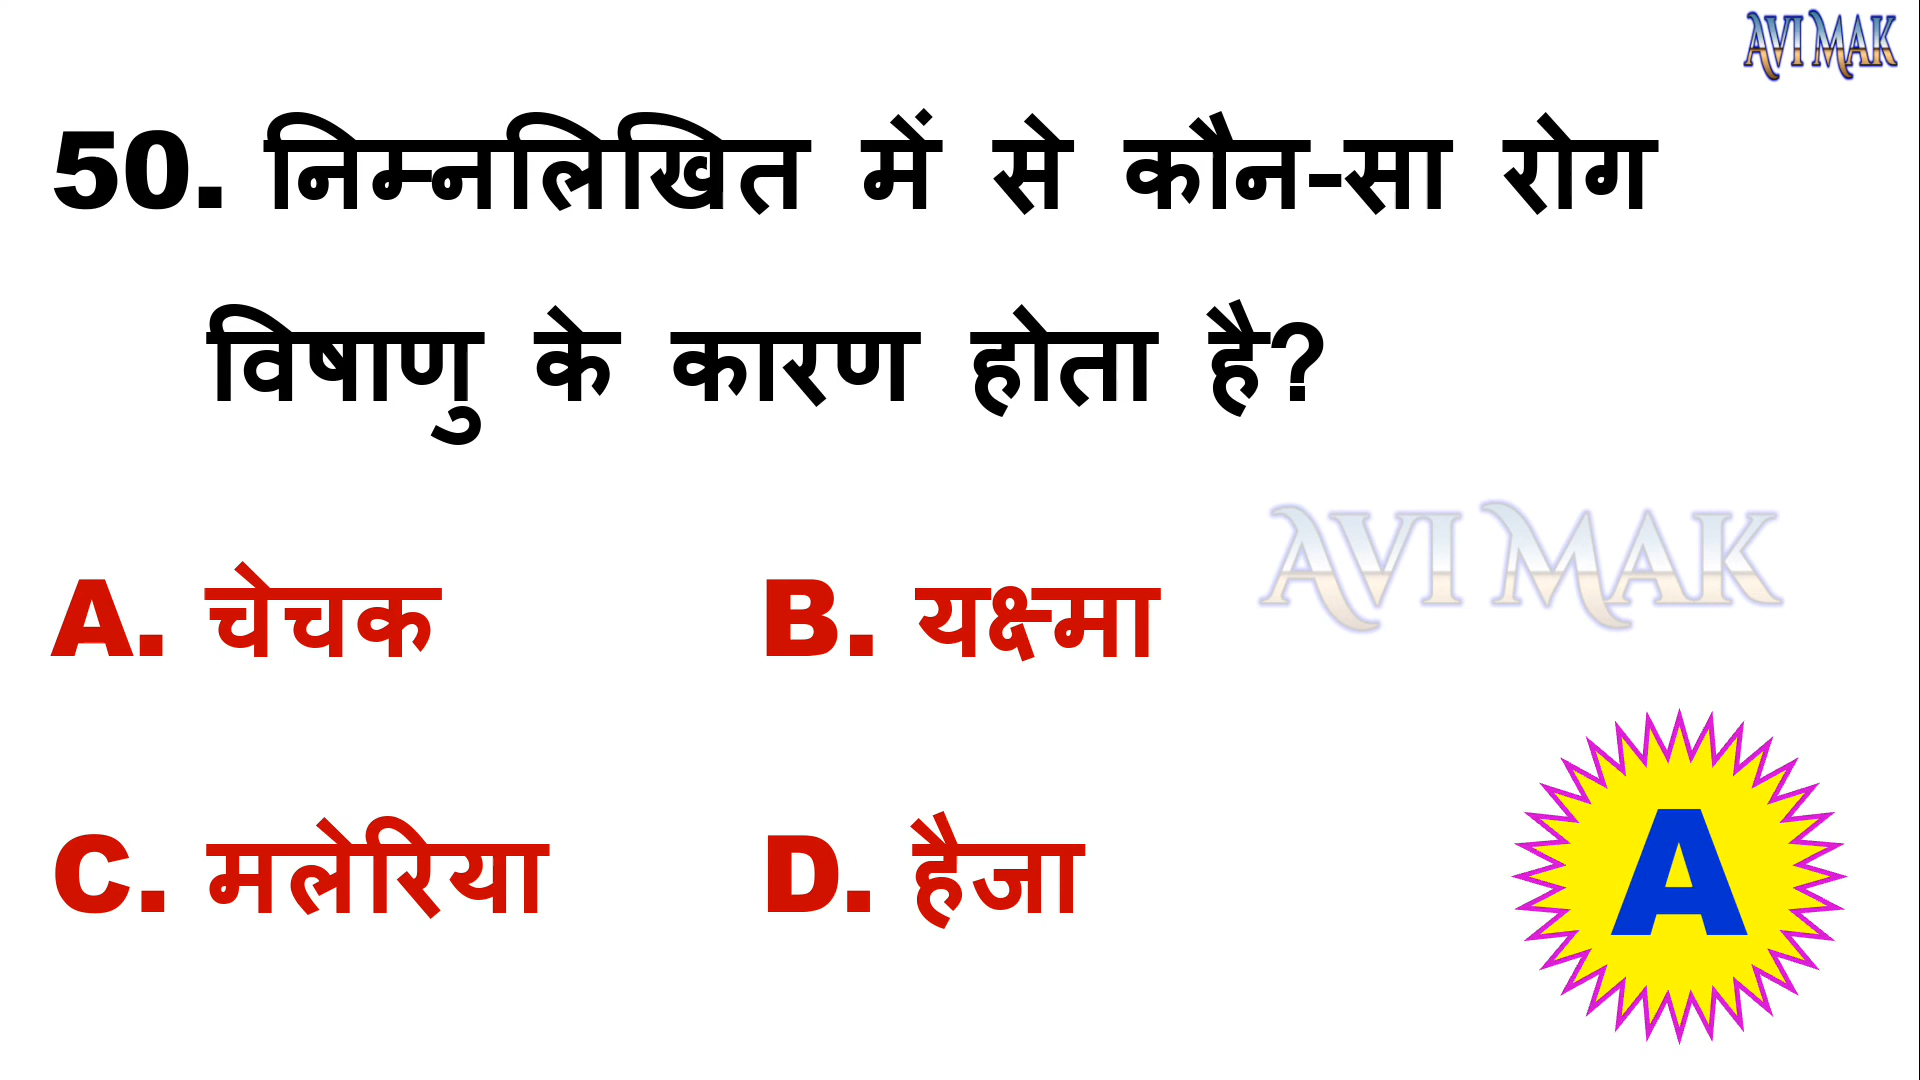 AVI MAK
50. निम्नलिखित में से कौन-सा रोग
विषाणु के कारण होता है?
AVI MAK
A. चेचक B. यक्ष्मा
C. मलेरिया D. हैजा
A